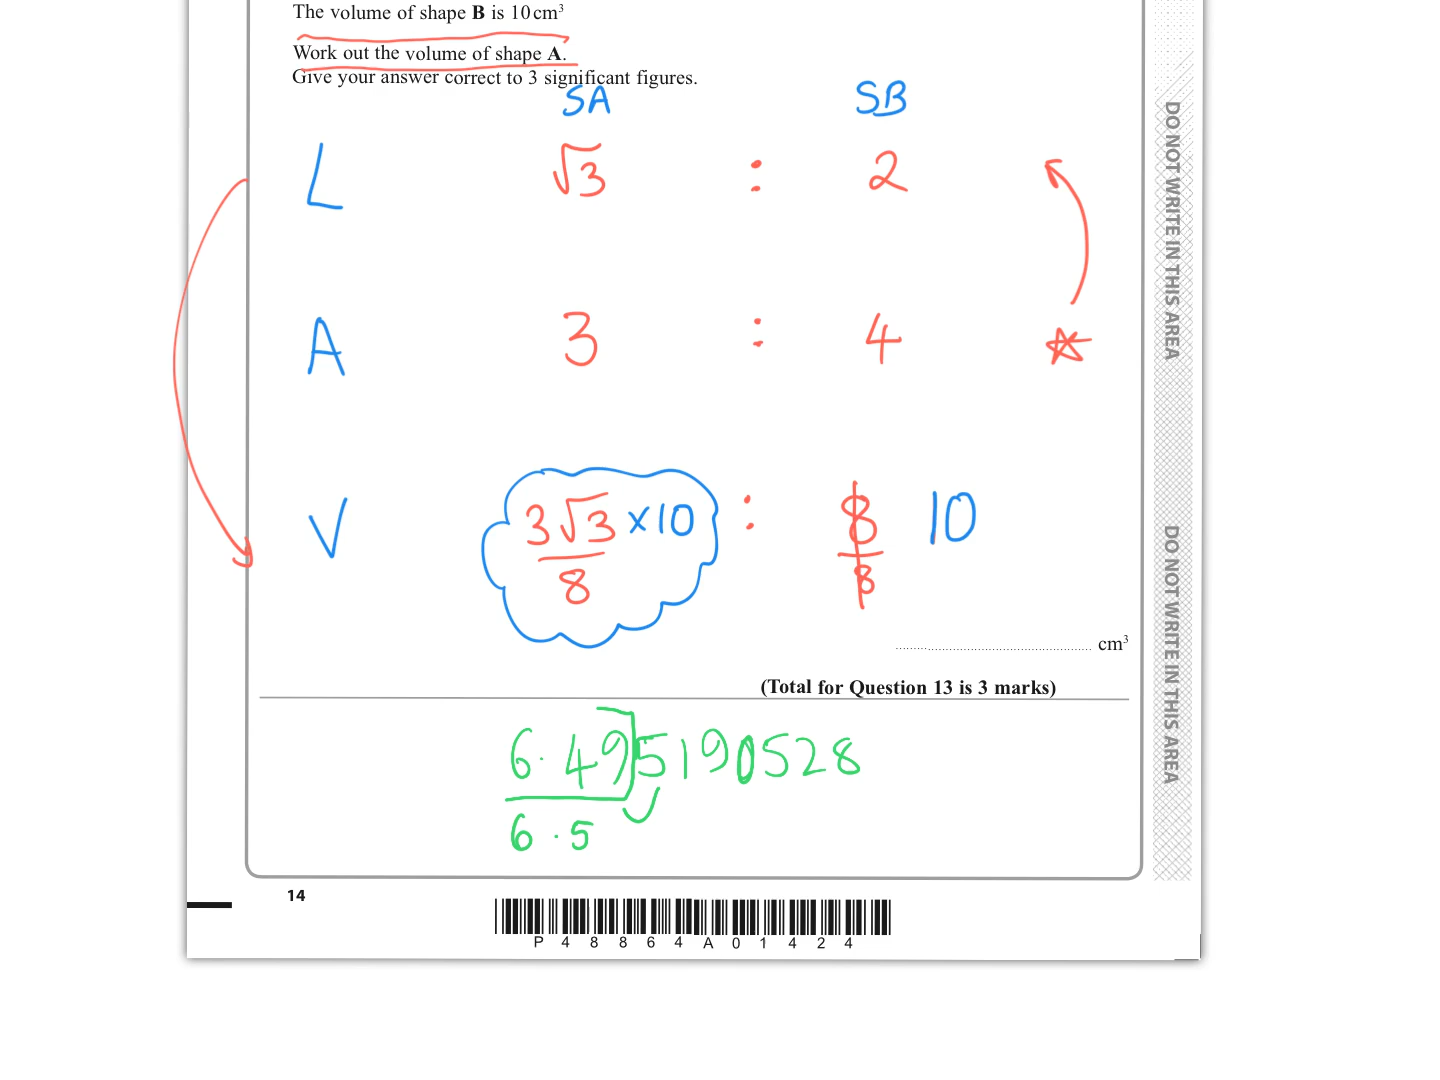 The volume of shape B is 10 cm³
Work out the volume of shape A.
Give your answer correct to 3 significant figures.
SA SB
L √3 : 2
A 3 : 4
V 3√3/8 ×10 : 8/8 10
cm³
(Total for Question 13 is 3 marks)
6.495190528
6.5
14
P 4 8 8 6 4 A 0 1 4 2 4
DO NOT WRITE IN THIS AREA
DO NOT WRITE IN THIS AREA